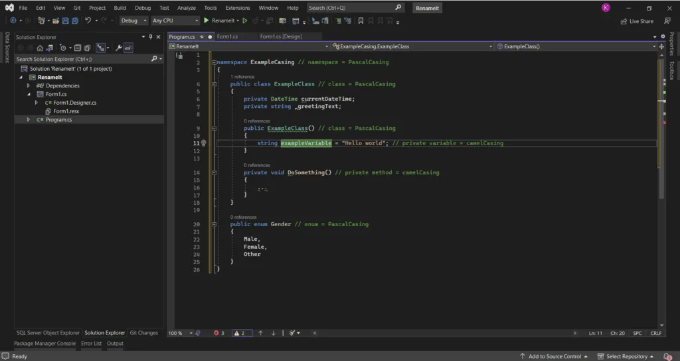 File Edit View Git Project Build Debug Test Analyze Tools Extensions Window Help Search (Ctrl+Q) RenameIt
Debug Any CPU RenameIt Live Share
Solution Explorer
Search Solution Explorer (Ctrl+;)
Solution 'RenameIt' (1 of 1 project)
RenameIt
Dependencies
Form1.cs
Form1.Designer.cs
Form1.resx
Program.cs
Data Sources
Program.cs Form1.cs Form1.cs [Design]
RenameIt ExampleCasing.ExampleClass ExampleClass()
1
2 namespace ExampleCasing // namespace = PascalCasing
3 {
1 references
4 public class ExampleClass // class = PascalCasing
5 {
6 private DateTime currentDateTime;
7 private string _greetingText;
8
0 references
9 public ExampleClass() // class = PascalCasing
10 {
11 string exampleVariable = "Hello world"; // private variable = camelCasing
12 }
13
0 references
14 private void DoSomething() // private method = camelCasing
15 {
16
17 }
18 }
19
0 references
20 public enum Gender // enum = PascalCasing
21 {
22 Male,
23 Female,
24 Other
25 }
26 }
Properties
Toolbox
100 % 3 2 Ln: 11 Ch: 20 SPC CRLF
SQL Server Object Explorer Solution Explorer Git Changes
Package Manager Console Error List Output
Ready Add to Source Control Select Repository